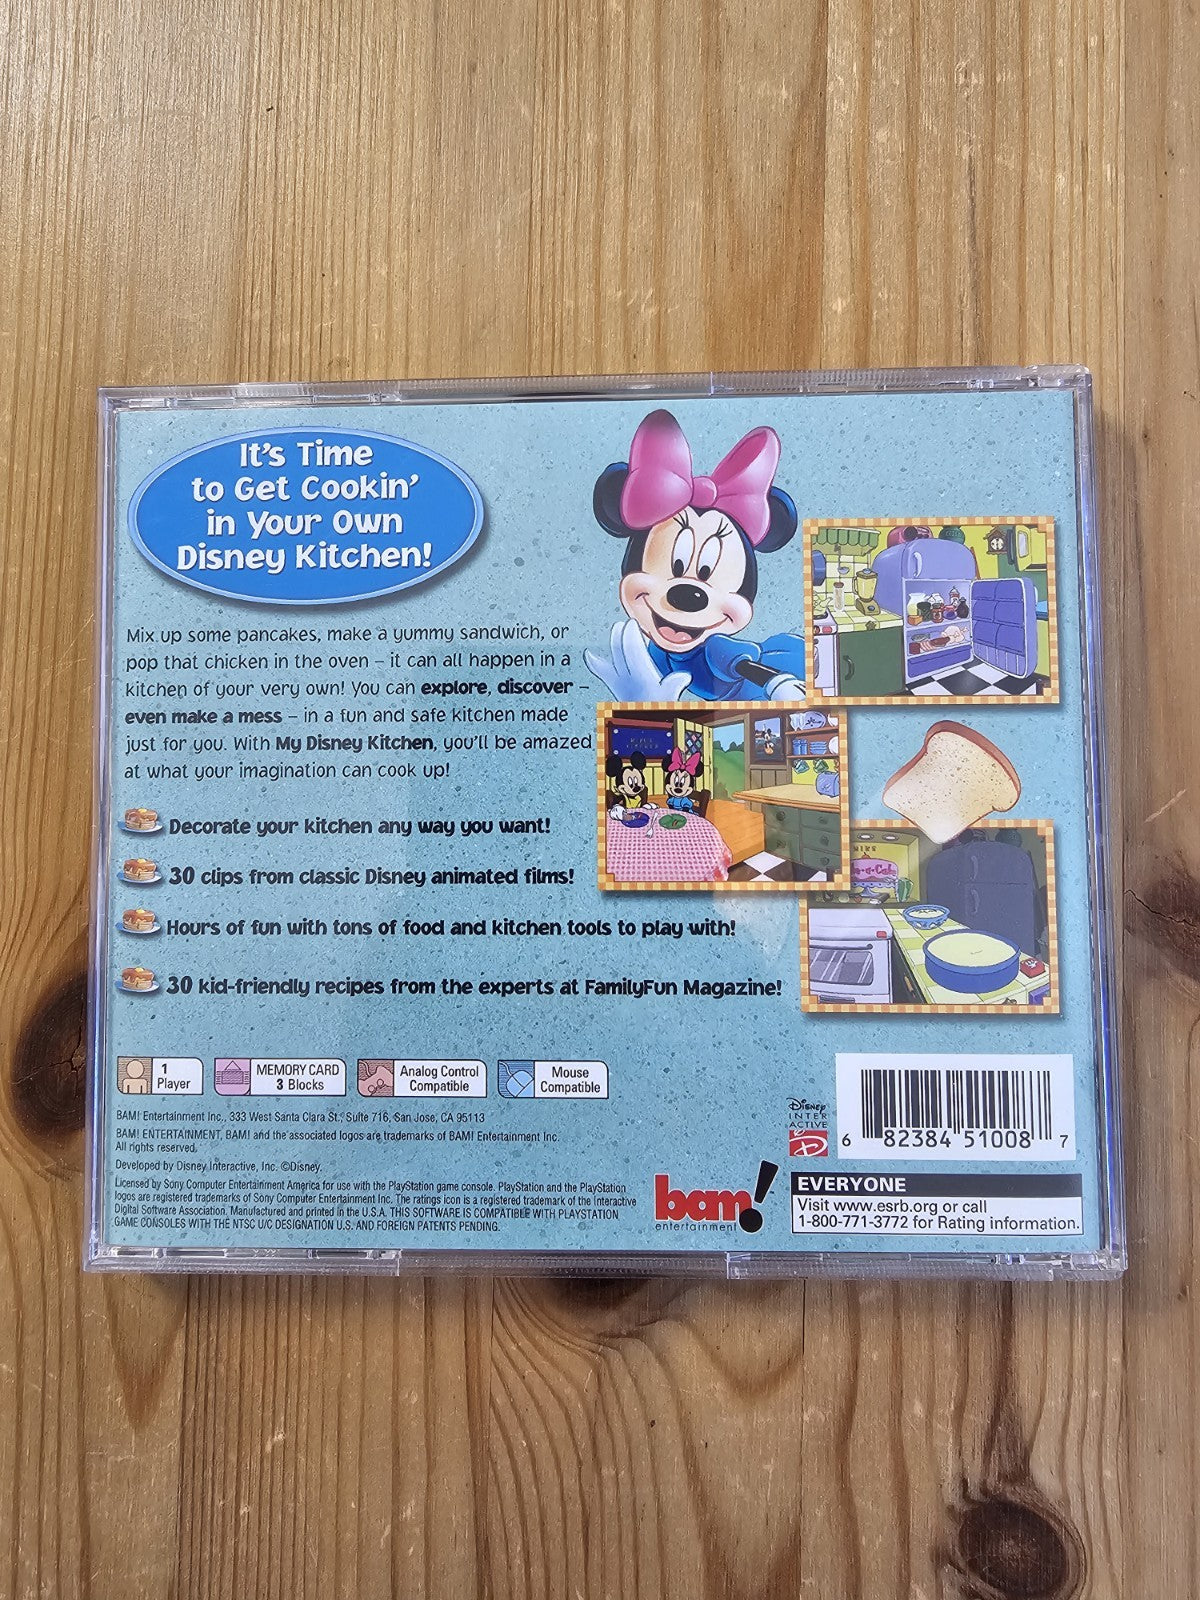 It's Time
to Get Cookin'
in Your Own
Disney Kitchen!
Mix up some pancakes, make a yummy sandwich, or
pop that chicken in the oven – it can all happen in a
kitchen of your very own! You can explore, discover –
even make a mess – in a fun and safe kitchen made
just for you. With My Disney Kitchen, you'll be amazed
at what your imagination can cook up!
Decorate your kitchen any way you want!
30 clips from classic Disney animated films!
Hours of fun with tons of food and kitchen tools to play with!
30 kid-friendly recipes from the experts at FamilyFun Magazine!
1
Player
MEMORY CARD
3 Blocks
Analog Control
Compatible
Mouse
Compatible
BAM! Entertainment Inc., 333 West Santa Clara St., Suite 716, San Jose, CA 95113
BAM! ENTERTAINMENT, BAM! and the associated logos are trademarks of BAM! Entertainment Inc.
All rights reserved.
Developed by Disney Interactive, Inc. ©Disney.
Licensed by Sony Computer Entertainment America for use with the PlayStation game console. PlayStation and the PlayStation
logos are registered trademarks of Sony Computer Entertainment Inc. The ratings icon is a registered trademark of the Interactive
Digital Software Association. Manufactured and printed in the U.S.A. THIS SOFTWARE IS COMPATIBLE WITH PLAYSTATION
GAME CONSOLES WITH THE NTSC U/C DESIGNATION U.S. AND FOREIGN PATENTS PENDING.
bam!
entertainment
Disney
INTER
ACTIVE
6 82384 51008 7
EVERYONE
Visit www.esrb.org or call
1-800-771-3772 for Rating information.